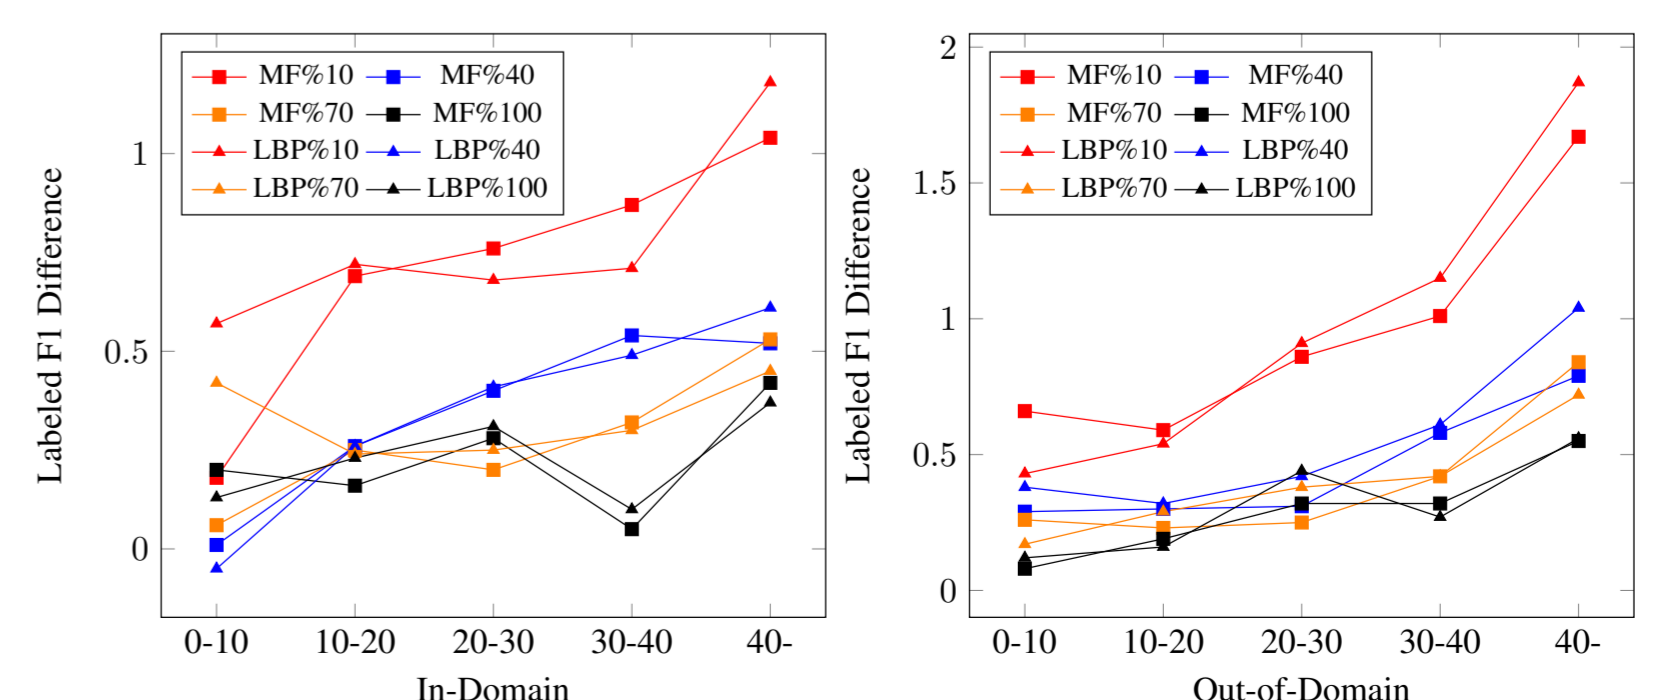 MF%10 MF%40
MF%70 MF%100
LBP%10 LBP%40
LBP%70 LBP%100
1
0.5
0
Labeled F1 Difference
0-10 10-20 20-30 30-40 40-
In-Domain
MF%10 MF%40
MF%70 MF%100
LBP%10 LBP%40
LBP%70 LBP%100
2
1.5
1
0.5
0
Labeled F1 Difference
0-10 10-20 20-30 30-40 40-
Out-of-Domain